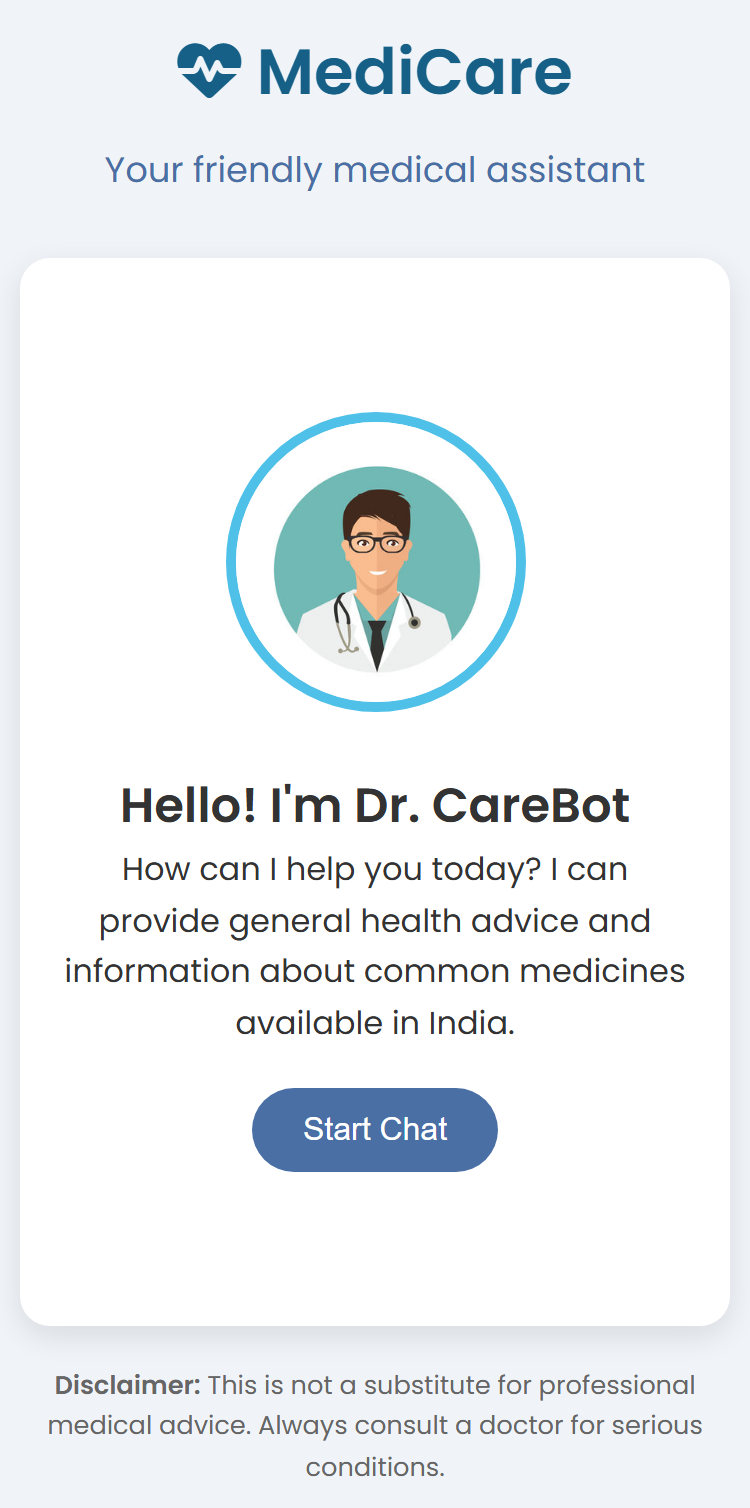 MediCare
Your friendly medical assistant
Hello! I'm Dr. CareBot
How can I help you today? I can
provide general health advice and
information about common medicines
available in India.
Start Chat
Disclaimer: This is not a substitute for professional
medical advice. Always consult a doctor for serious
conditions.